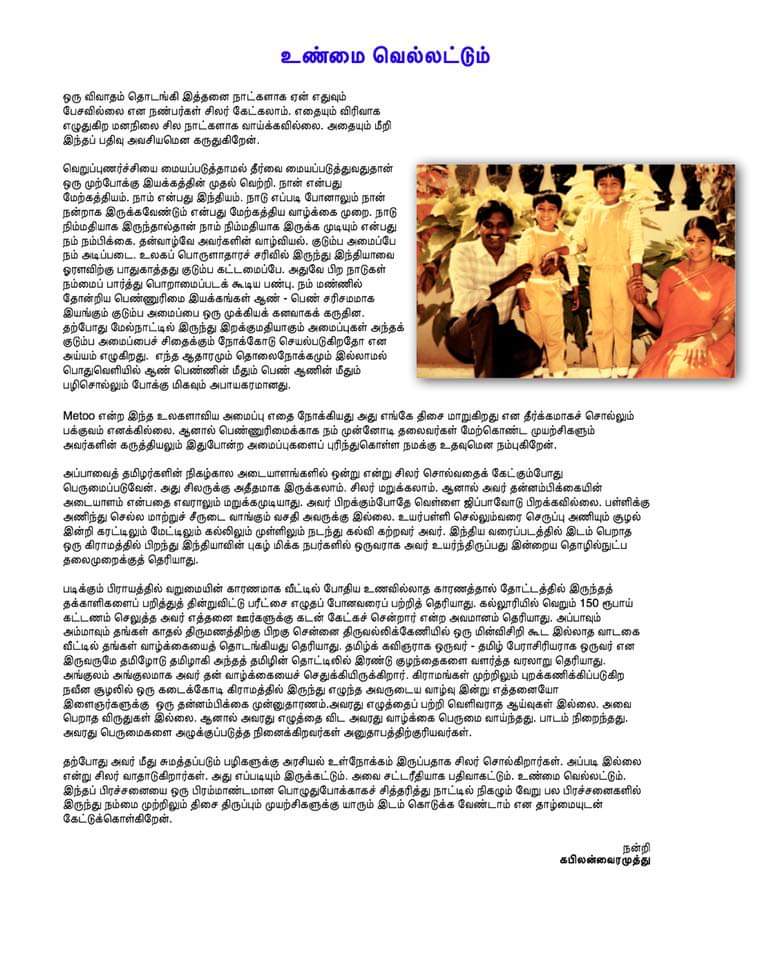 உண்மை வெல்லட்டும்
ஒரு விவாதம் தொடங்கி இத்தனை நாட்களாக ஏன் எதுவும்
பேசவில்லை என நண்பர்கள் சிலர் கேட்கலாம். எதையும் விரிவாக
எழுதுகிற மனநிலை சில நாட்களாக வாய்க்கவில்லை. அதையும் மீறி
இந்தப் பதிவு அவசியமென கருதுகிறேன்.
வெறுப்புணர்ச்சியை மையப்படுத்தாமல் தீர்வை மையப்படுத்துவதுதான்
ஒரு முற்போக்கு இயக்கத்தின் முதல் வெற்றி. நான் என்பது
மேற்கத்தியம். நாம் என்பது இந்தியம். நாடு எப்படி போனாலும் நான்
நன்றாக இருக்கவேண்டும் என்பது மேற்கத்திய வாழ்க்கை முறை. நாடு
நிம்மதியாக இருந்தால்தான் நாம் நிம்மதியாக இருக்க முடியும் என்பது
நம் நம்பிக்கை. தன்வாழ்வே அவர்களின் வாழ்வியல். குடும்ப அமைப்பே
நம் அடிப்படை. உலகப் பொருளாதாரச் சரிவில் இருந்து இந்தியாவை
ஓரளவிற்கு பாதுகாத்தது குடும்ப கட்டமைப்பே. அதுவே பிற நாடுகள்
நம்மைப் பார்த்து பொறாமைப்படக் கூடிய பண்பு. நம் மண்ணில்
தோன்றிய பெண்ணுரிமை இயக்கங்கள் ஆண் - பெண் சரிசமமாக
இயங்கும் குடும்ப அமைப்பை ஒரு முக்கியக் கனவாகக் கருதின.
தற்போது மேல்நாட்டில் இருந்து இறக்குமதியாகும் அமைப்புகள் அந்தக்
குடும்ப அமைப்பைச் சிதைக்கும் நோக்கோடு செயல்படுகிறதோ என
அய்யம் எழுகிறது. எந்த ஆதாரமும் தொலைநோக்கமும் இல்லாமல்
பொதுவெளியில் ஆண் பெண்ணின் மீதும் பெண் ஆணின் மீதும்
பழிசொல்லும் போக்கு மிகவும் அபாயகரமானது.
Metoo என்ற இந்த உலகளாவிய அமைப்பு எதை நோக்கியது அது எங்கே திசை மாறுகிறது என தீர்க்கமாகச் சொல்லும்
பக்குவம் எனக்கில்லை. ஆனால் பெண்ணுரிமைக்காக நம் முன்னோடி தலைவர்கள் மேற்கொண்ட முயற்சிகளும்
அவர்களின் கருத்தியலும் இதுபோன்ற அமைப்புகளைப் புரிந்துகொள்ள நமக்கு உதவுமென நம்புகிறேன்.
அப்பாவைத் தமிழர்களின் நிகழ்கால அடையாளங்களில் ஒன்று என்று சிலர் சொல்வதைக் கேட்கும்போது
பெருமைப்படுவேன். அது சிலருக்கு அதீதமாக இருக்கலாம். சிலர் மறுக்கலாம். ஆனால் அவர் தன்னம்பிக்கையின்
அடையாளம் என்பதை எவராலும் மறுக்கமுடியாது. அவர் பிறக்கும்போதே வெள்ளை ஜிப்பாவோடு பிறக்கவில்லை. பள்ளிக்கு
அணிந்து செல்ல மாற்றுச் சீருடை வாங்கும் வசதி அவருக்கு இல்லை. உயர்பள்ளி செல்லும்வரை செருப்பு அணியும் சூழல்
இன்றி கரட்டிலும் மேட்டிலும் கல்லிலும் முள்ளிலும் நடந்து கல்வி கற்றவர் அவர். இந்திய வரைப்படத்தில் இடம் பெறாத
ஒரு கிராமத்தில் பிறந்து இந்தியாவின் புகழ் மிக்க நபர்களில் ஒருவராக அவர் உயர்ந்திருப்பது இன்றைய தொழில்நுட்ப
தலைமுறைக்குத் தெரியாது.
படிக்கும் பிராயத்தில் வறுமையின் காரணமாக வீட்டில் போதிய உணவில்லாத காரணத்தால் தோட்டத்தில் இருந்தத்
தக்காளிகளைப் பறித்துத் தின்றுவிட்டு பரீட்சை எழுதப் போனவரைப் பற்றித் தெரியாது. கல்லூரியில் வெறும் 150 ரூபாய்
கட்டணம் செலுத்த அவர் எத்தனை ஊர்களுக்கு கடன் கேட்கச் சென்றார் என்ற அவமானம் தெரியாது. அப்பாவும்
அம்மாவும் தங்கள் காதல் திருமணத்திற்கு பிறகு சென்னை திருவல்லிக்கேணியில் ஒரு மின்விசிறி கூட இல்லாத வாடகை
வீட்டில் தங்கள் வாழ்க்கையைத் தொடங்கியது தெரியாது. தமிழ்க் கவிஞராக ஒருவர் - தமிழ் பேராசிரியராக ஒருவர் என
இருவருமே தமிழோடு தமிழாகி அந்தத் தமிழின் தொட்டிலில் இரண்டு குழந்தைகளை வளர்த்த வரலாறு தெரியாது.
அங்குலம் அங்குலமாக அவர் தன் வாழ்க்கையைச் செதுக்கியிருக்கிறார். கிராமங்கள் முற்றிலும் புறக்கணிக்கப்படுகிற
நவீன சூழலில் ஒரு கடைக்கோடி கிராமத்தில் இருந்து எழுந்த அவருடைய வாழ்வு இன்று எத்தனையோ
இளைஞர்களுக்கு ஒரு தன்னம்பிக்கை முன்னுதாரணம்.அவரது எழுத்தைப் பற்றி வெளிவராத ஆய்வுகள் இல்லை. அவை
பெறாத விருதுகள் இல்லை. ஆனால் அவரது எழுத்தை விட அவரது வாழ்க்கை பெருமை வாய்ந்தது. பாடம் நிறைந்தது.
அவரது பெருமைகளை அழுக்குப்படுத்த நினைக்கிறவர்கள் அனுதாபத்திற்குரியவர்கள்.
தற்போது அவர் மீது சுமத்தப்படும் பழிகளுக்கு அரசியல் உள்நோக்கம் இருப்பதாக சிலர் சொல்கிறார்கள். அப்படி இல்லை
என்று சிலர் வாதாடுகிறார்கள். அது எப்படியும் இருக்கட்டும். அவை சட்டரீதியாக பதிவாகட்டும். உண்மை வெல்லட்டும்.
இந்தப் பிரச்சனையை ஒரு பிரம்மாண்டமான பொழுதுபோக்காகச் சித்தரித்து நாட்டில் நிகழும் வேறு பல பிரச்சனைகளில்
இருந்து நம்மை முற்றிலும் திசை திருப்பும் முயற்சிகளுக்கு யாரும் இடம் கொடுக்க வேண்டாம் என தாழ்மையுடன்
கேட்டுக்கொள்கிறேன்.
நன்றி
கபிலன்வைரமுத்து